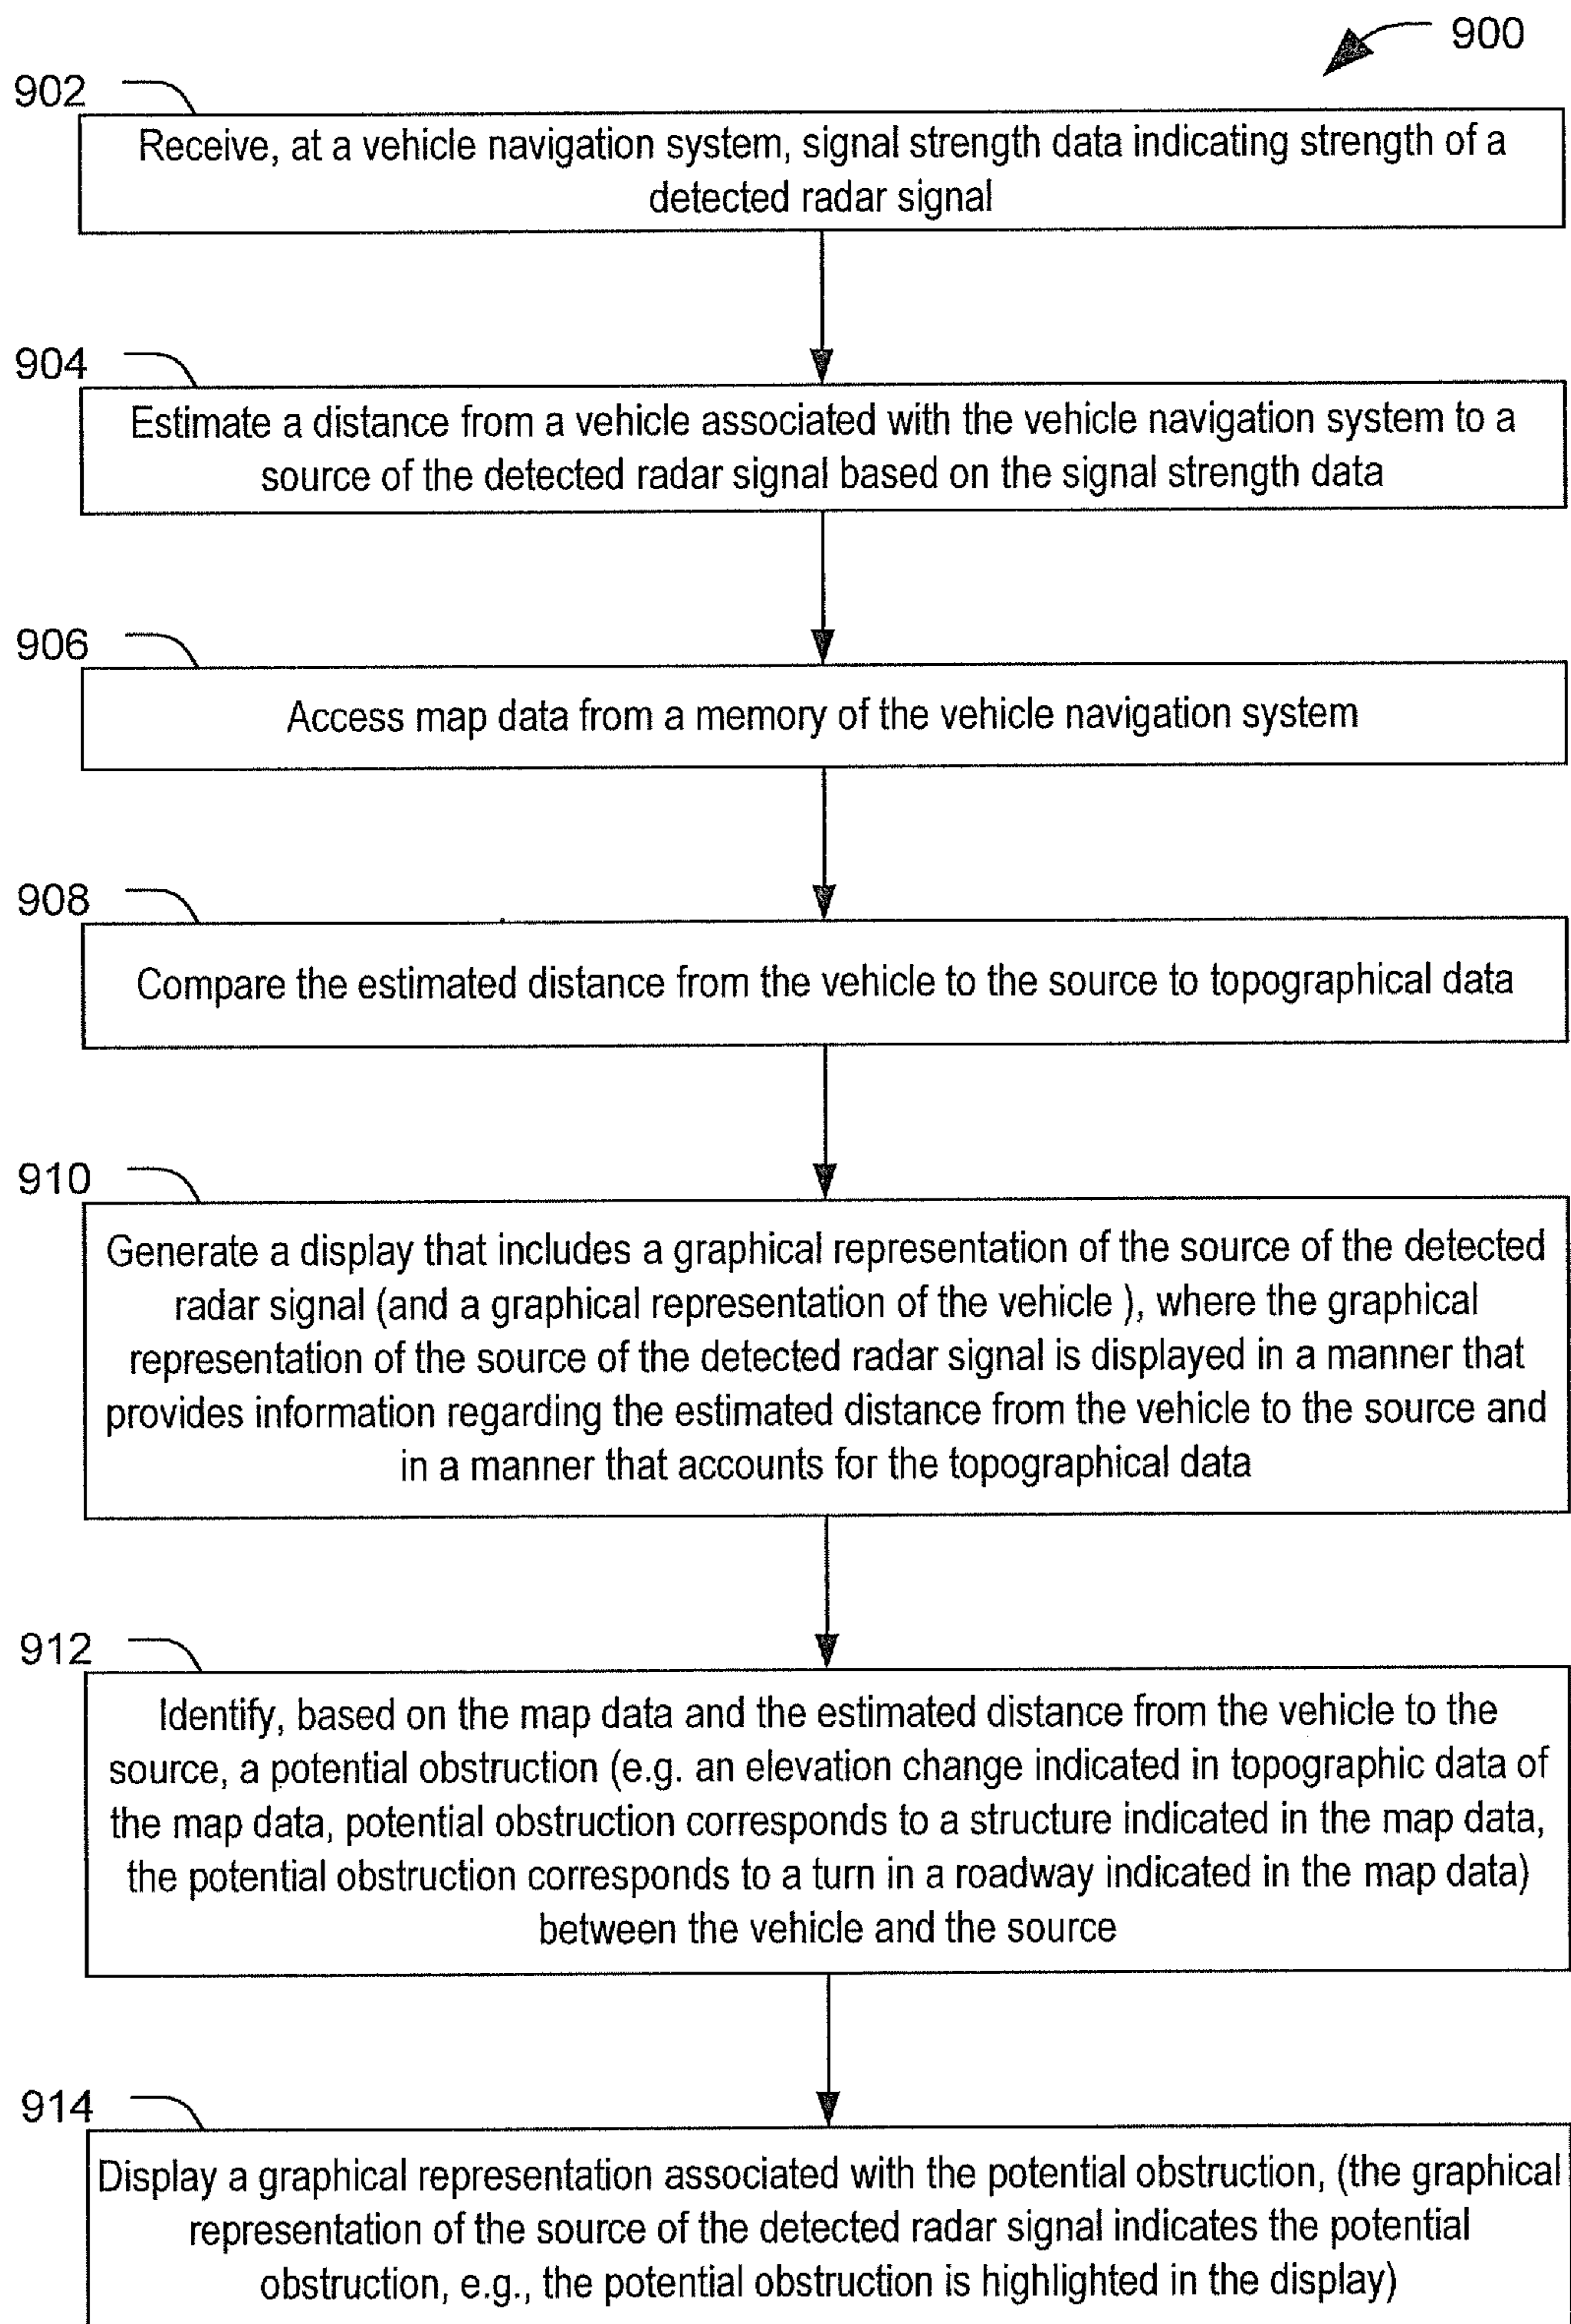 900
902
Receive, at a vehicle navigation system, signal strength data indicating strength of a
detected radar signal
904
Estimate a distance from a vehicle associated with the vehicle navigation system to a
source of the detected radar signal based on the signal strength data
906
Access map data from a memory of the vehicle navigation system
908
Compare the estimated distance from the vehicle to the source to topographical data
910
Generate a display that includes a graphical representation of the source of the detected
radar signal (and a graphical representation of the vehicle ), where the graphical
representation of the source of the detected radar signal is displayed in a manner that
provides information regarding the estimated distance from the vehicle to the source and
in a manner that accounts for the topographical data
912
Identify, based on the map data and the estimated distance from the vehicle to the
source, a potential obstruction (e.g. an elevation change indicated in topographic data of
the map data, potential obstruction corresponds to a structure indicated in the map data,
the potential obstruction corresponds to a turn in a roadway indicated in the map data)
between the vehicle and the source
914
Display a graphical representation associated with the potential obstruction, (the graphical
representation of the source of the detected radar signal indicates the potential
obstruction, e.g., the potential obstruction is highlighted in the display)